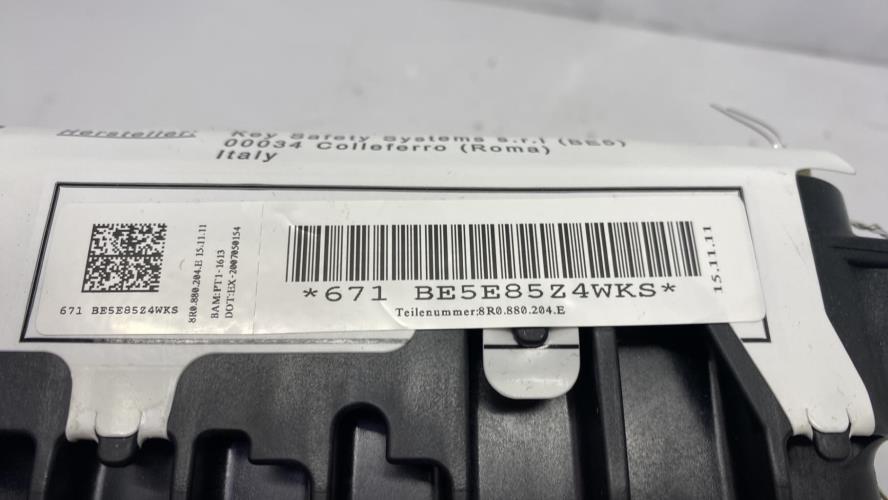 Hersteller: Key Safety Systems s.r.l (BE5)
00034 Colleferro (Roma)
Italy
671 BE5E85Z4WKS
8R0.880.204.E 15.11.11
BAM:PT1-1613
DOT:EX-2007050154
*671 BE5E85Z4WKS*
Teilenummer:8R0.880.204.E
15.11.11